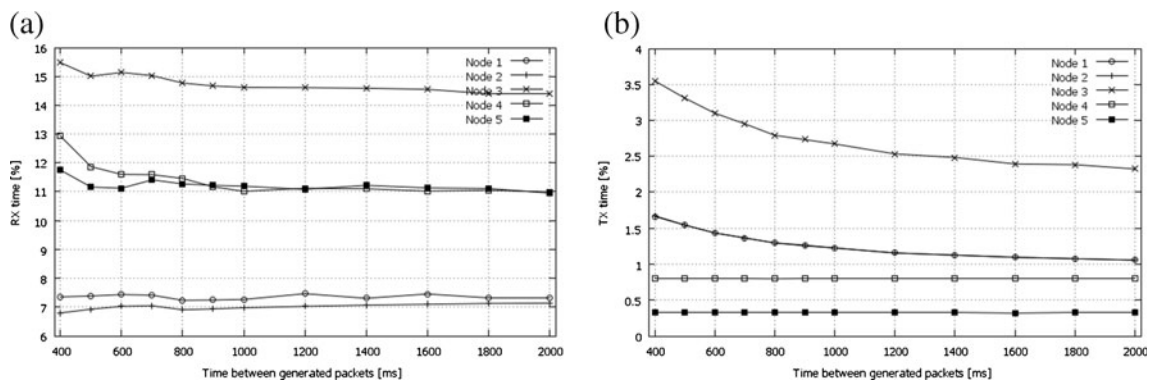 (a)
16
15
14
13
12
11
10
9
8
7
6
RX time [%]
400 600 800 1000 1200 1400 1600 1800 2000
Time between generated packets [ms]
Node 1
Node 2
Node 3
Node 4
Node 5
(b)
4
3.5
3
2.5
2
1.5
1
0.5
0
TX time [%]
400 600 800 1000 1200 1400 1600 1800 2000
Time between generated packets [ms]
Node 1
Node 2
Node 3
Node 4
Node 5